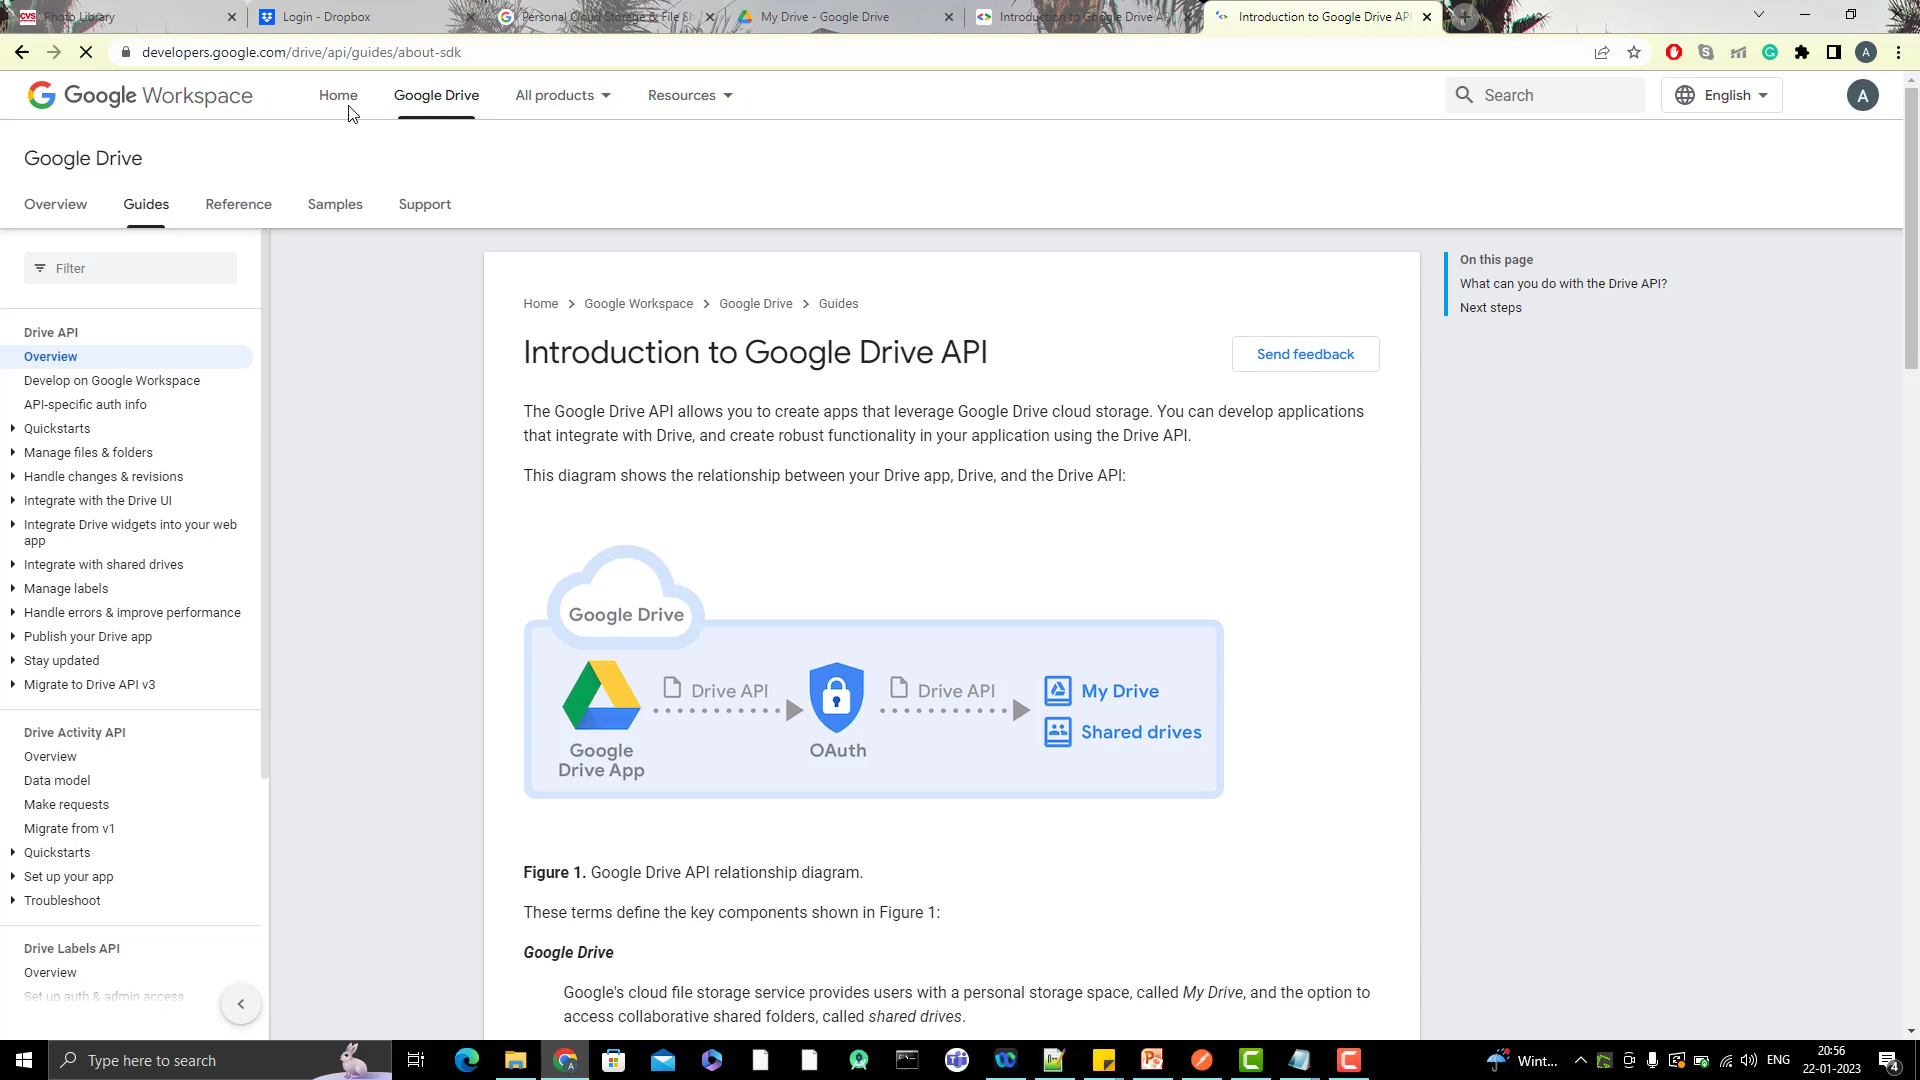 CVS Photo Library
Login - Dropbox
Personal Cloud Storage & File Sh
My Drive - Google Drive
Introduction to Google Drive AP
Introduction to Google Drive API
developers.google.com/drive/api/guides/about-sdk
A
Google Workspace
Home
Google Drive
All products
Resources
Search
English
A
Google Drive
Overview
Guides
Reference
Samples
Support
Filter
Drive API
Overview
Develop on Google Workspace
API-specific auth info
Quickstarts
Manage files & folders
Handle changes & revisions
Integrate with the Drive UI
Integrate Drive widgets into your web
app
Integrate with shared drives
Manage labels
Handle errors & improve performance
Publish your Drive app
Stay updated
Migrate to Drive API v3
Drive Activity API
Overview
Data model
Make requests
Migrate from v1
Quickstarts
Set up your app
Troubleshoot
Drive Labels API
Overview
Set up auth & admin access
Home > Google Workspace > Google Drive > Guides
Introduction to Google Drive API
Send feedback
The Google Drive API allows you to create apps that leverage Google Drive cloud storage. You can develop applications
that integrate with Drive, and create robust functionality in your application using the Drive API.
This diagram shows the relationship between your Drive app, Drive, and the Drive API:
Google Drive
Drive API
Drive API
My Drive
Shared drives
Google
Drive App
OAuth
Figure 1. Google Drive API relationship diagram.
These terms define the key components shown in Figure 1:
Google Drive
Google's cloud file storage service provides users with a personal storage space, called My Drive, and the option to
access collaborative shared folders, called shared drives.
On this page
What can you do with the Drive API?
Next steps
Type here to search
Wint...
ENG
20:56
22-01-2023
4